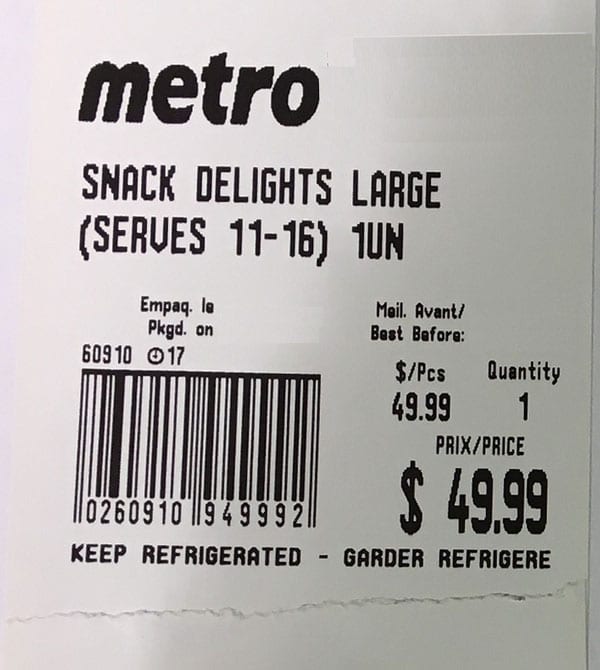 metro
SNACK DELIGHTS LARGE
(SERVES 11-16) 1UN
Empaq. le
Pkgd. on
Meil. Avant/
Best Before:
60910 17
$/Pcs Quantity
49.99 1
PRIX/PRICE
$ 49.99
0260910 949992
KEEP REFRIGERATED - GARDER REFRIGERE